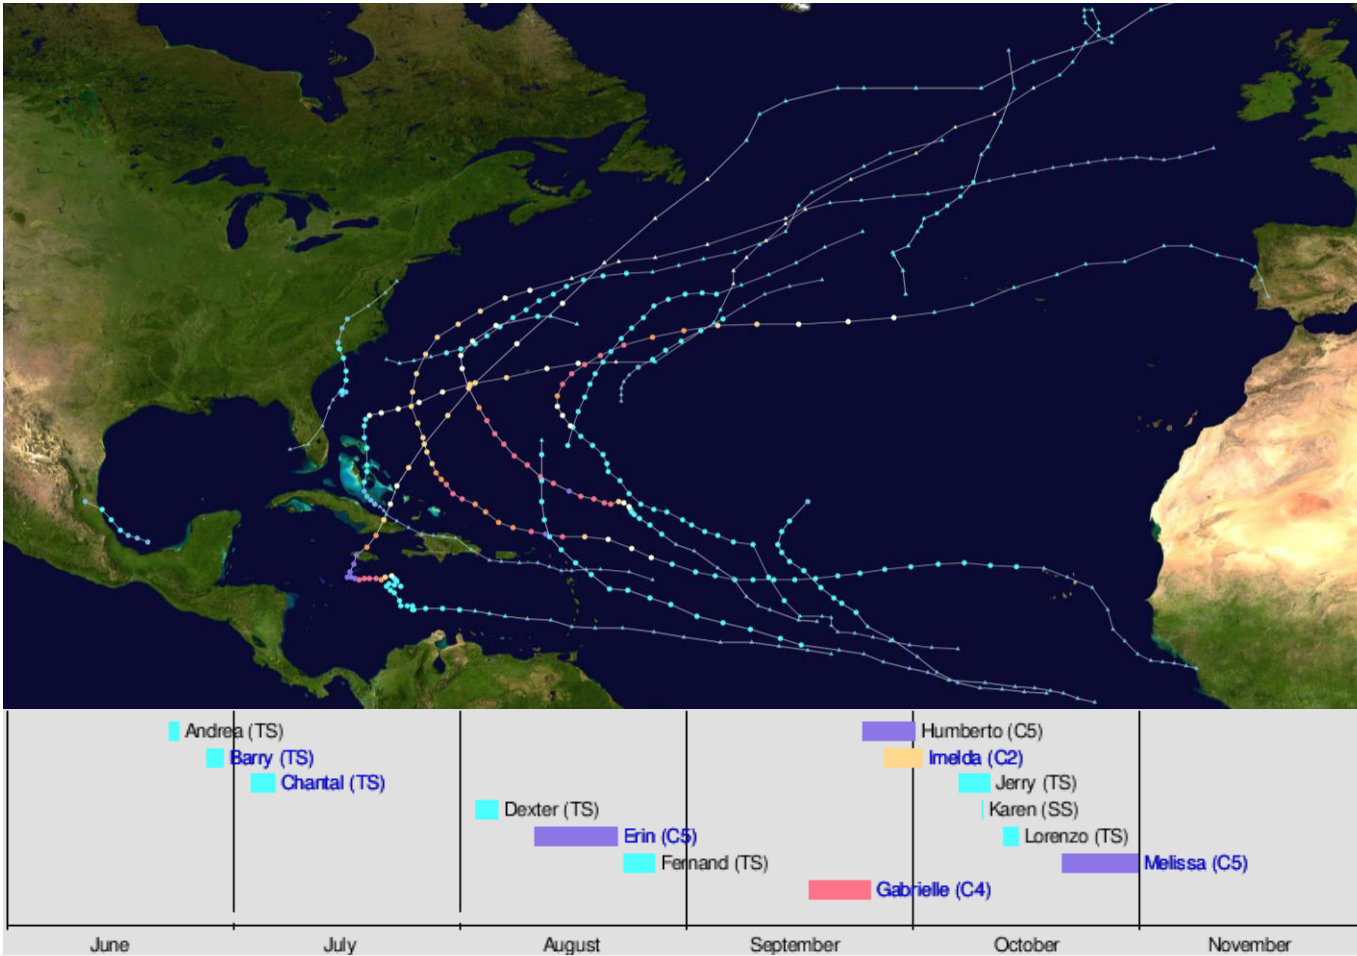 Andrea (TS)
Humberto (C5)
Barry (TS)
Imelda (C2)
Chantal (TS)
Jerry (TS)
Dexter (TS)
Karen (SS)
Erin (C5)
Lorenzo (TS)
Fernand (TS)
Melissa (C5)
Gabrielle (C4)
June
July
August
September
October
November